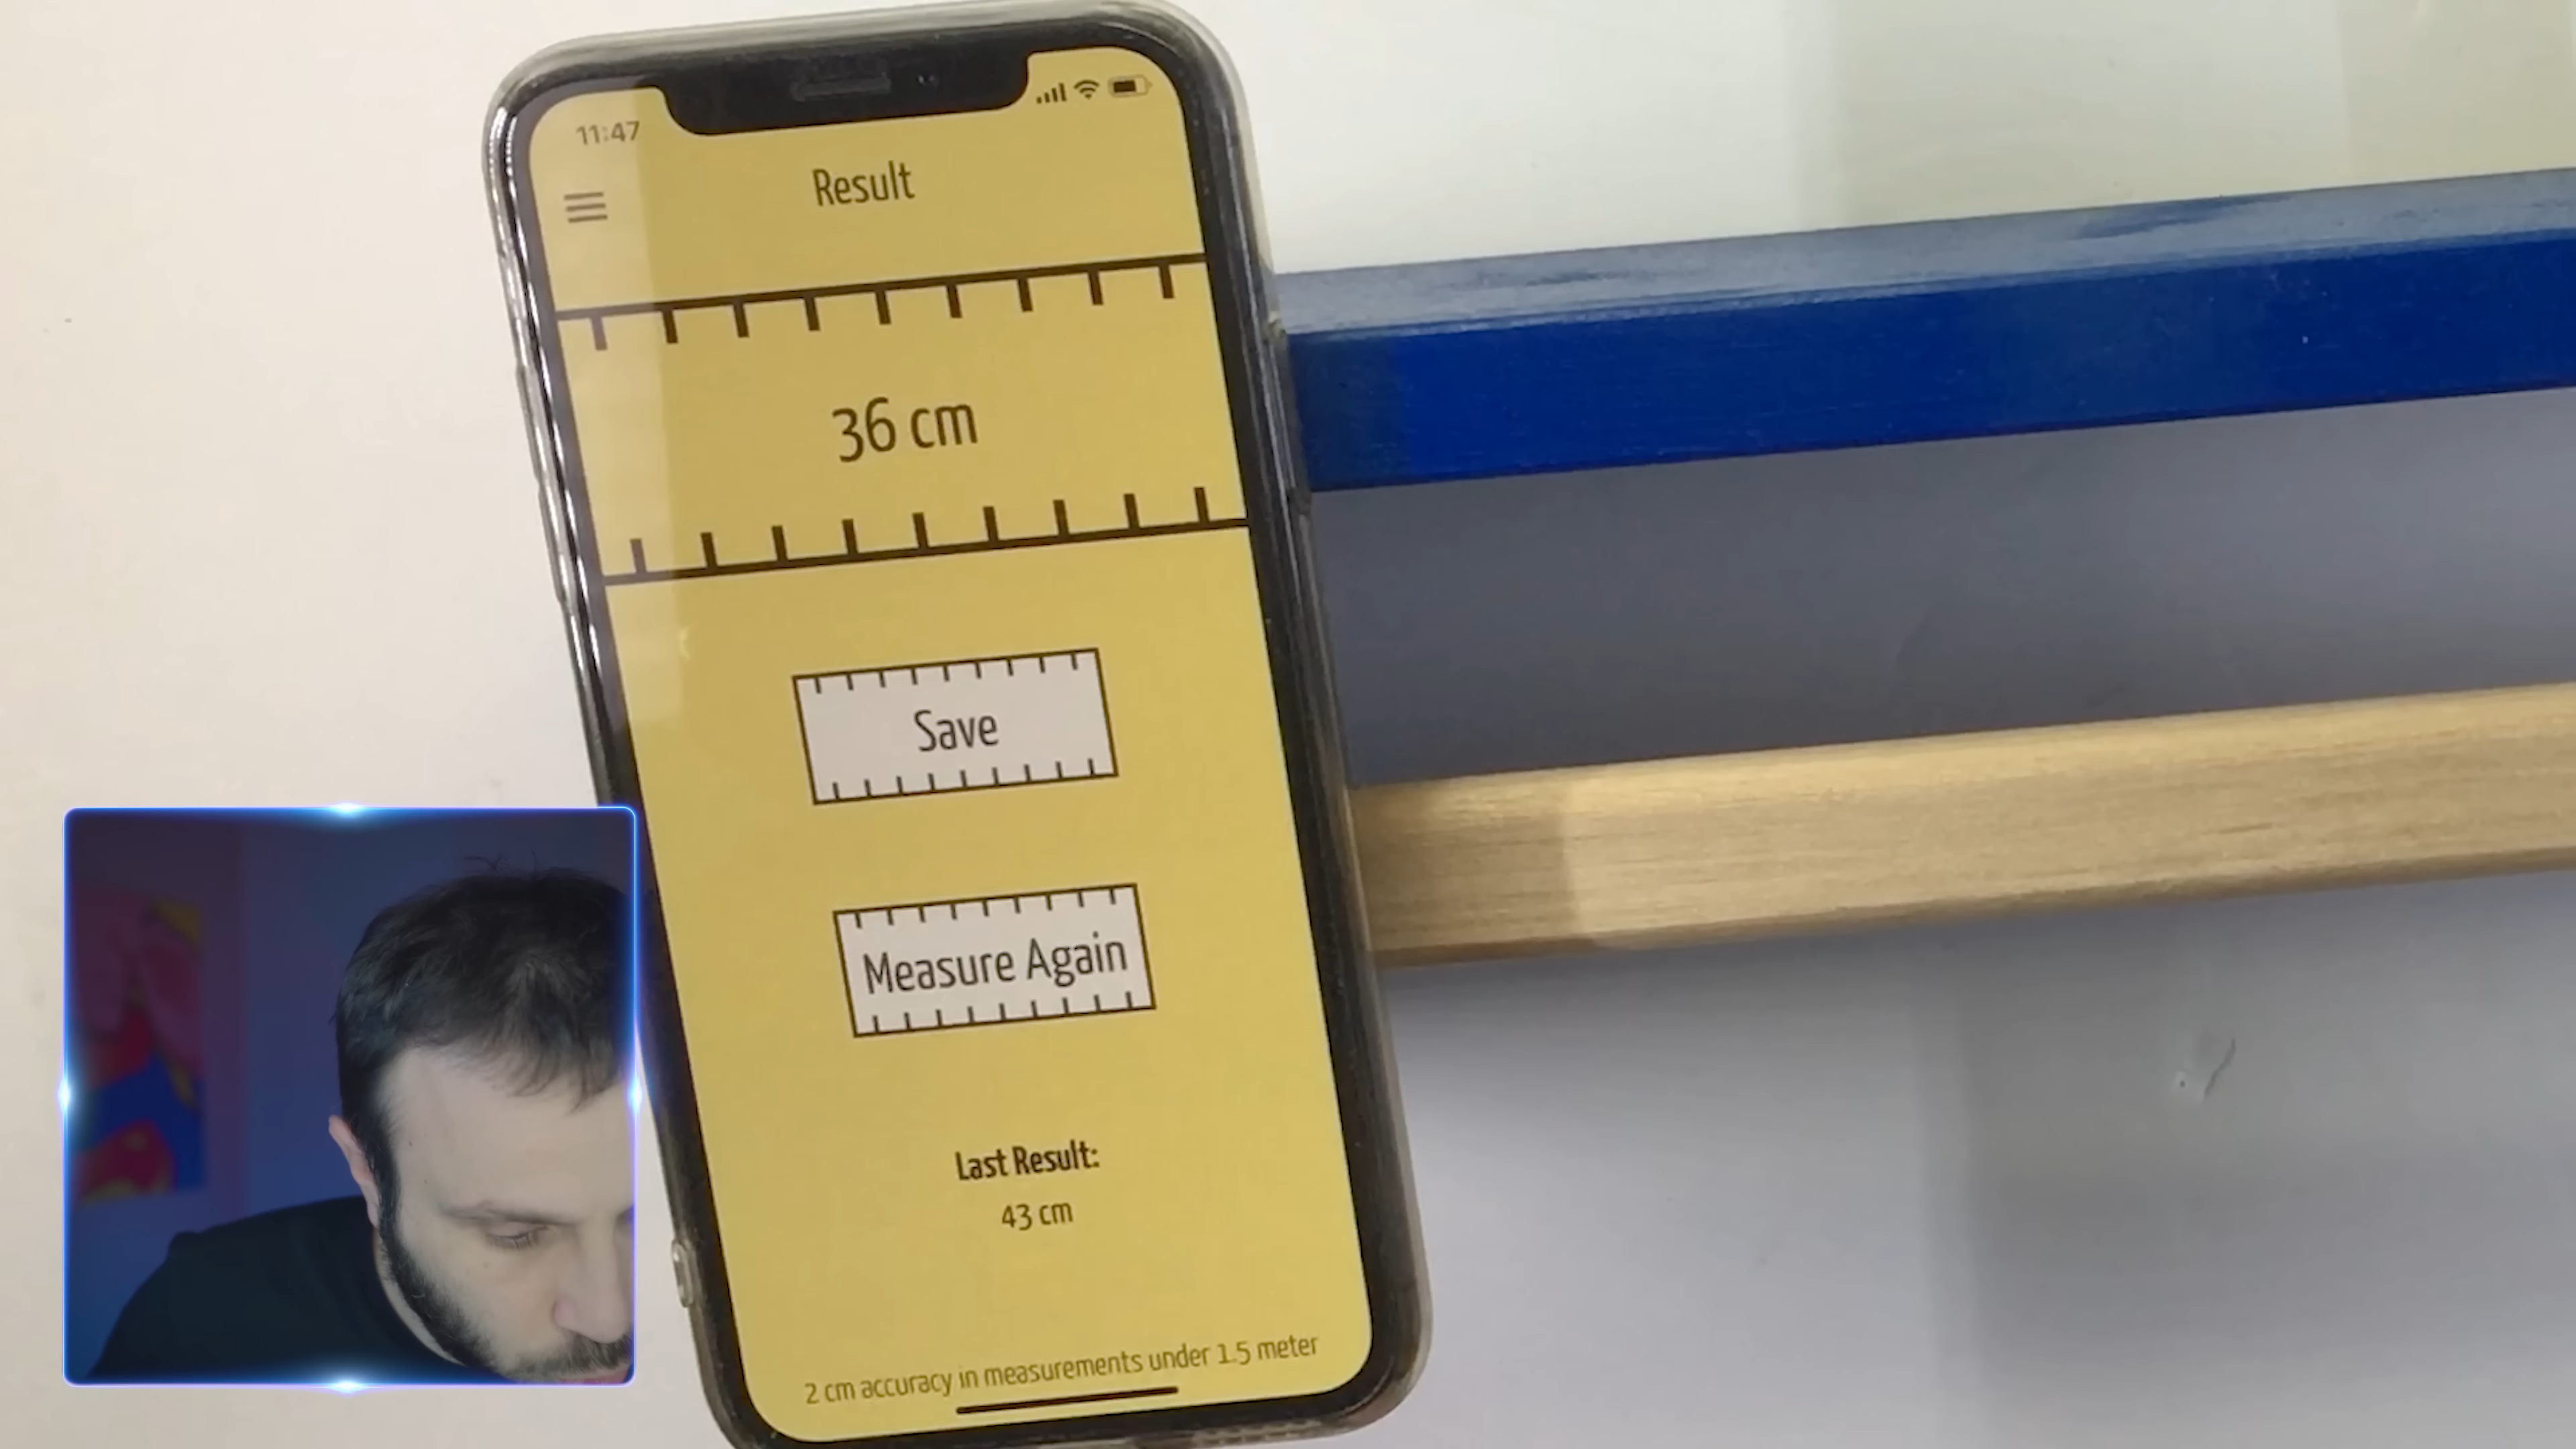 11:47
Result
36 cm
Save
Measure Again
Last Result:
43 cm
2 cm accuracy in measurements under 1.5 meter